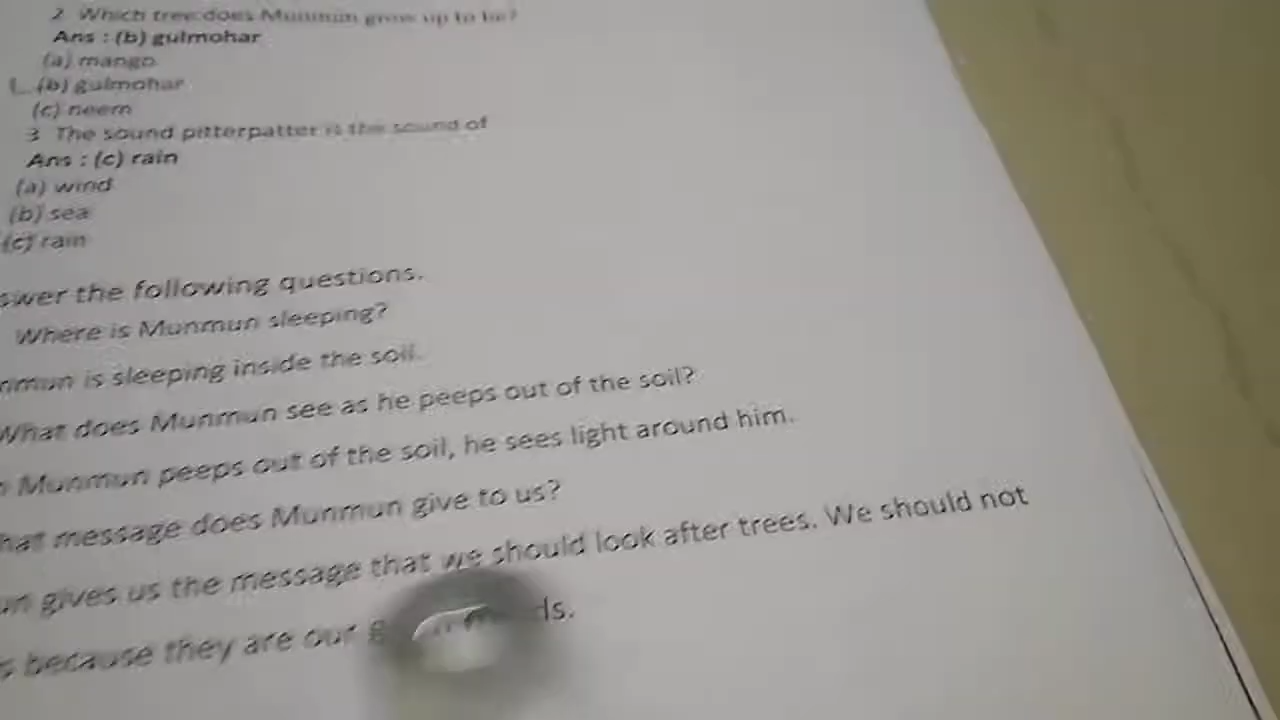 2 Which tree does Munmun grow up to be?
Ans : (b) gulmohar
(a) mango
(b) gulmohar
(c) neem
3 The sound pitterpatter is the sound of
Ans : (c) rain
(a) wind
(b) sea
(c) rain
swer the following questions.
Where is Munmun sleeping?
nmun is sleeping inside the soil.
What does Munmun see as he peeps out of the soil?
n Munmun peeps out of the soil, he sees light around him.
hat message does Munmun give to us?
un gives us the message that we should look after trees. We should not
s because they are our